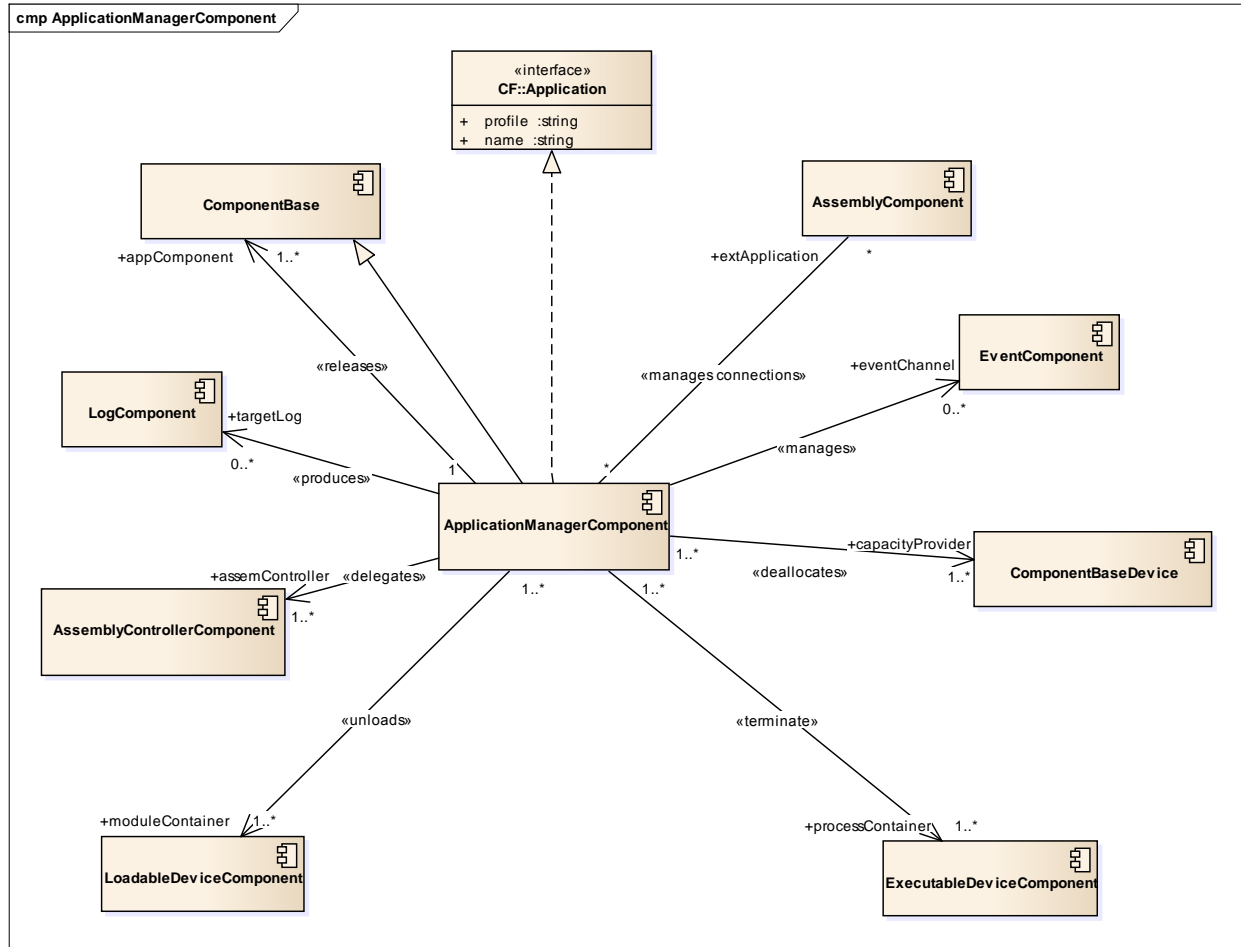 cmp ApplicationManagerComponent
«interface»
CF::Application
+ profile :string
+ name :string
ComponentBase
AssemblyComponent
+appComponent
1..*
+extApplication
*
EventComponent
+eventChannel
0..*
«releases»
«manages connections»
LogComponent
+targetLog
0..*
«produces»
«manages»
1
*
ApplicationManagerComponent
+capacityProvider
1..*
1..*
«deallocates»
ComponentBaseDevice
+assemController
«delegates»
1..*
1..*
1..*
AssemblyControllerComponent
«unloads»
«terminate»
+moduleContainer
1..*
+processContainer
1..*
LoadableDeviceComponent
ExecutableDeviceComponent